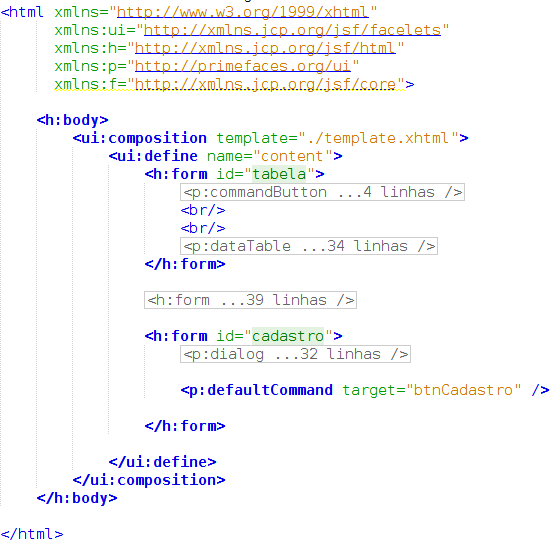 <html xmlns="http://www.w3.org/1999/xhtml"
xmlns:ui="http://xmlns.jcp.org/jsf/facelets"
xmlns:h="http://xmlns.jcp.org/jsf/html"
xmlns:p="http://primefaces.org/ui"
xmlns:f="http://xmlns.jcp.org/jsf/core">
<h:body>
<ui:composition template="./template.xhtml">
<ui:define name="content">
<h:form id="tabela">
<p:commandButton ...4 linhas />
<br/>
<br/>
<p:dataTable ...34 linhas />
</h:form>
<h:form ...39 linhas />
<h:form id="cadastro">
<p:dialog ...32 linhas />
<p:defaultCommand target="btnCadastro" />
</h:form>
</ui:define>
</ui:composition>
</h:body>
</html>